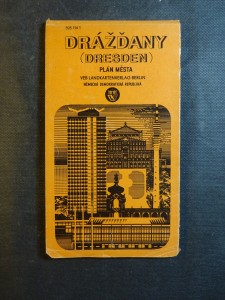 DRÁŽĎANY
(DRESDEN)
PLÁN MĚSTA
VEB LANDKARTENVERLAG BERLIN
NĚMECKÁ DEMOKRATICKÁ REPUBLIKA